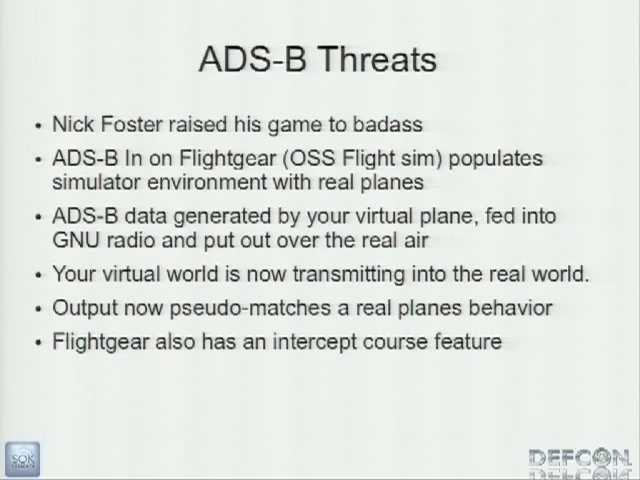 ADS-B Threats
• Nick Foster raised his game to badass
• ADS-B In on Flightgear (OSS Flight sim) populates
simulator environment with real planes
• ADS-B data generated by your virtual plane, fed into
GNU radio and put out over the real air
• Your virtual world is now transmitting into the real world.
• Output now pseudo-matches a real planes behavior
• Flightgear also has an intercept course feature
SOK
DEFCON